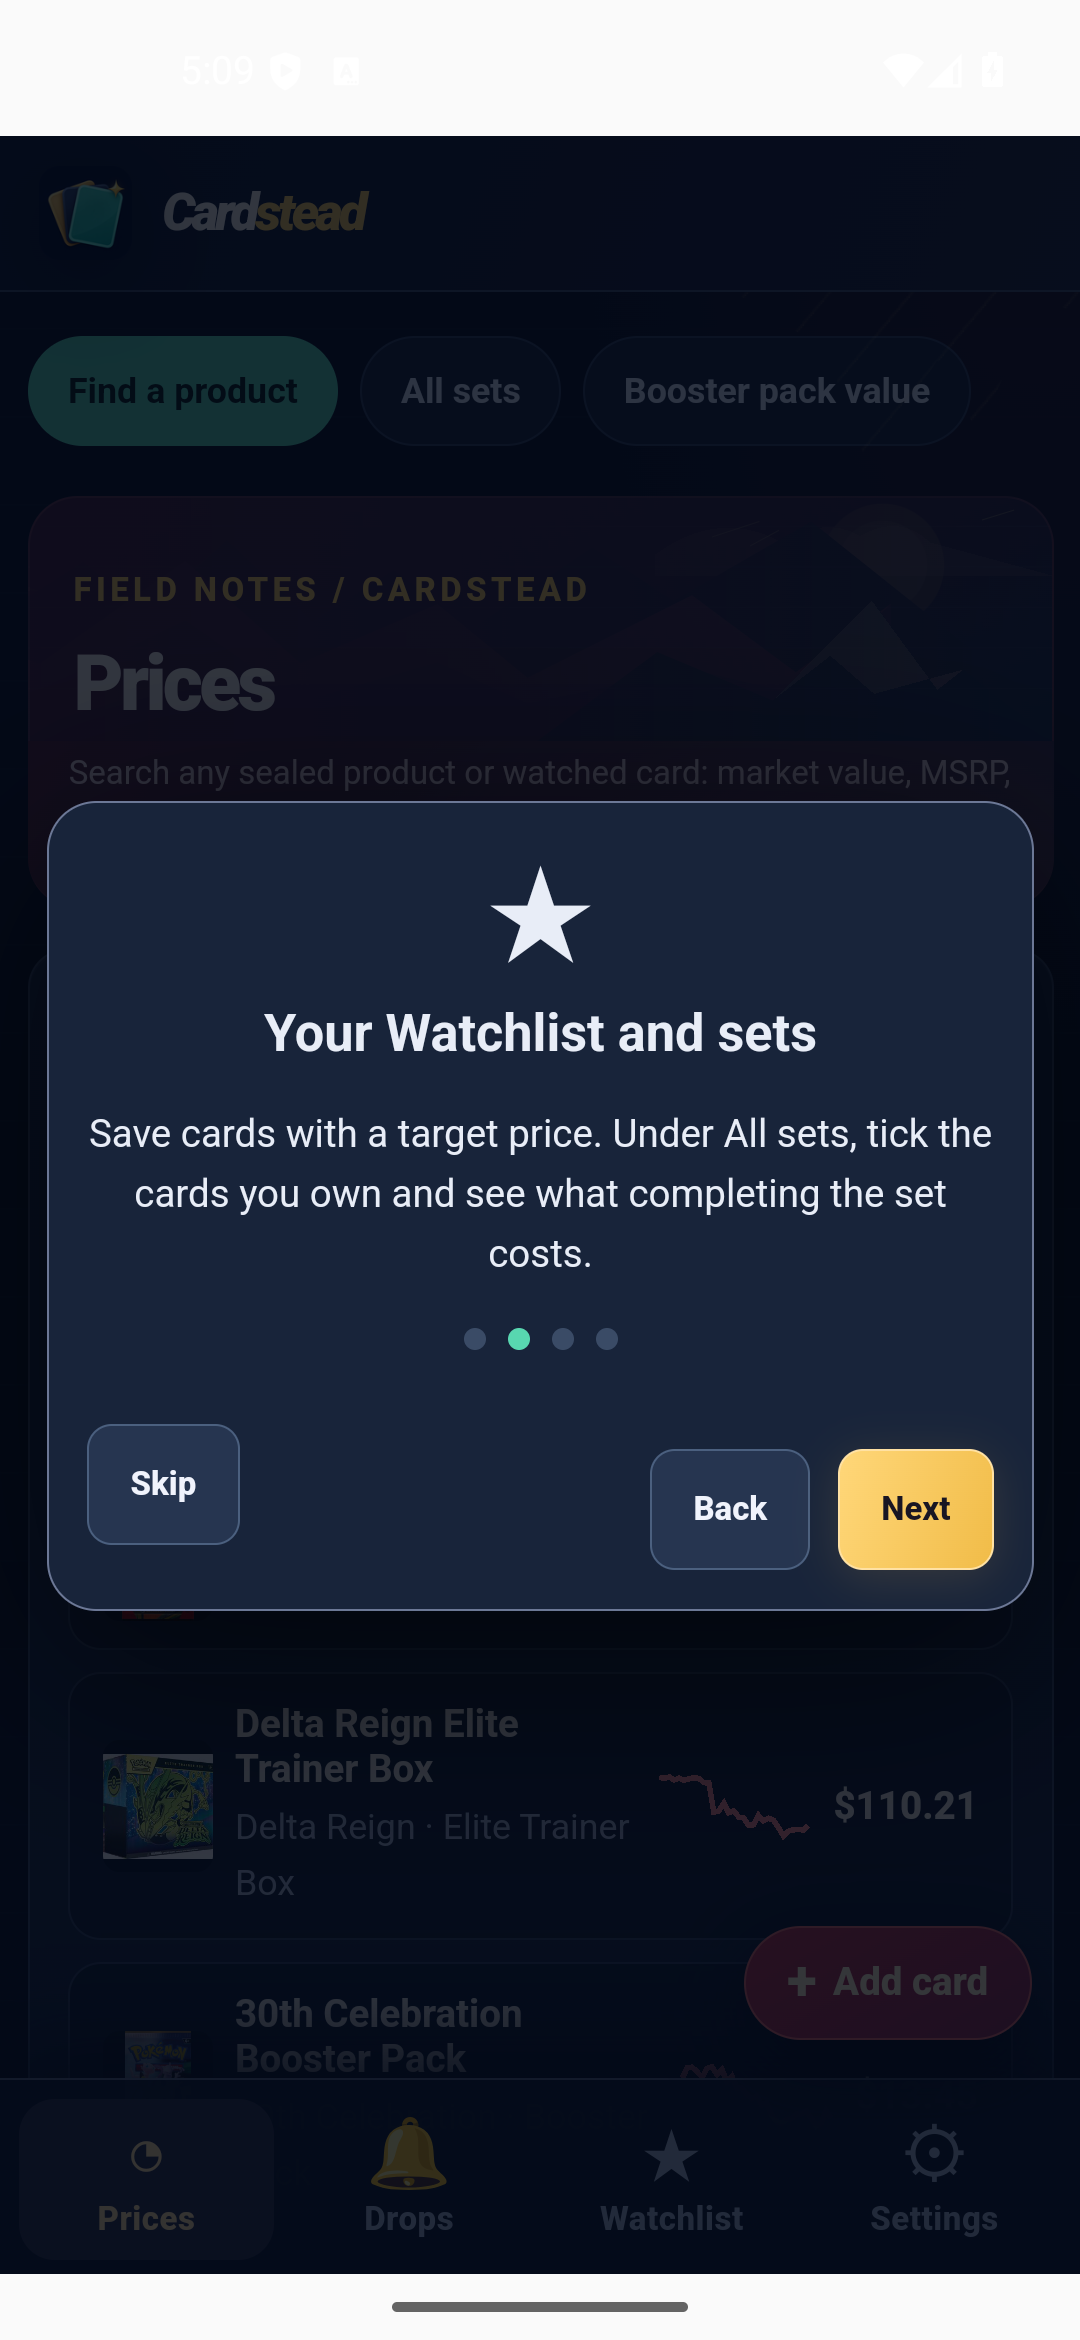 5:09
Cardstead
Find a product
All sets
Booster pack value
FIELD NOTES / CARDSTEAD
Prices
Search any sealed product or watched card: market value, MSRP,
Your Watchlist and sets
Save cards with a target price. Under All sets, tick the
cards you own and see what completing the set
costs.
Skip
Back
Next
Delta Reign Elite
Trainer Box
Delta Reign · Elite Trainer
Box
$110.21
Add card
30th Celebration
Booster Pack
Prices
Drops
Watchlist
Settings